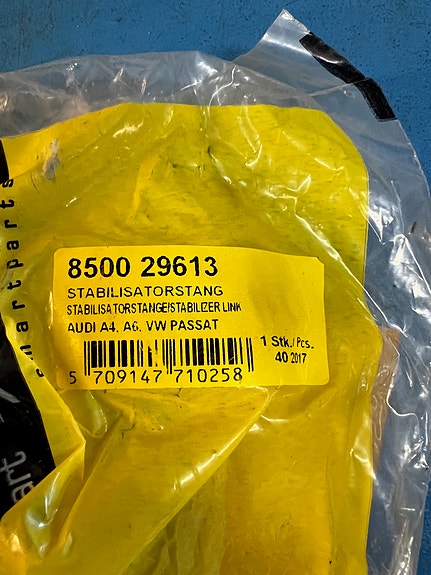 8500 29613
STABILISATORSTANG
STABILISATORSTANGE/STABILIZER LINK
AUDI A4, A6, VW PASSAT
1 Stk./Pcs.
40 2017
5 709147 710258
smartparts